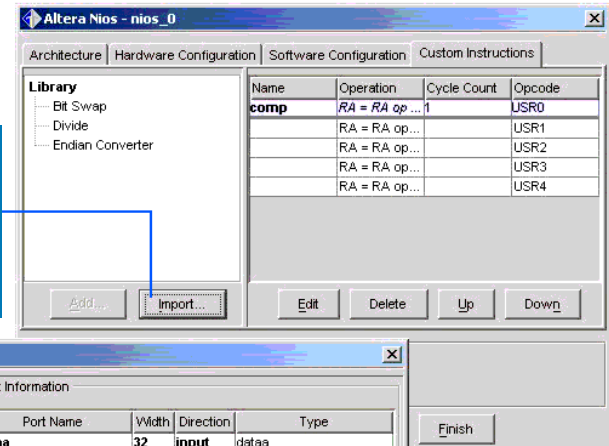 Altera Nios - nios_0
Architecture Hardware Configuration Software Configuration Custom Instructions
Library
Bit Swap
Divide
Endian Converter
Name Operation Cycle Count Opcode
comp RA = RA op ... 1 USR0
RA = RA op... USR1
RA = RA op... USR2
RA = RA op... USR3
RA = RA op... USR4
Add... Import... Edit Delete Up Down
Information
Port Name Width Direction Type
32 input dataa
Finish